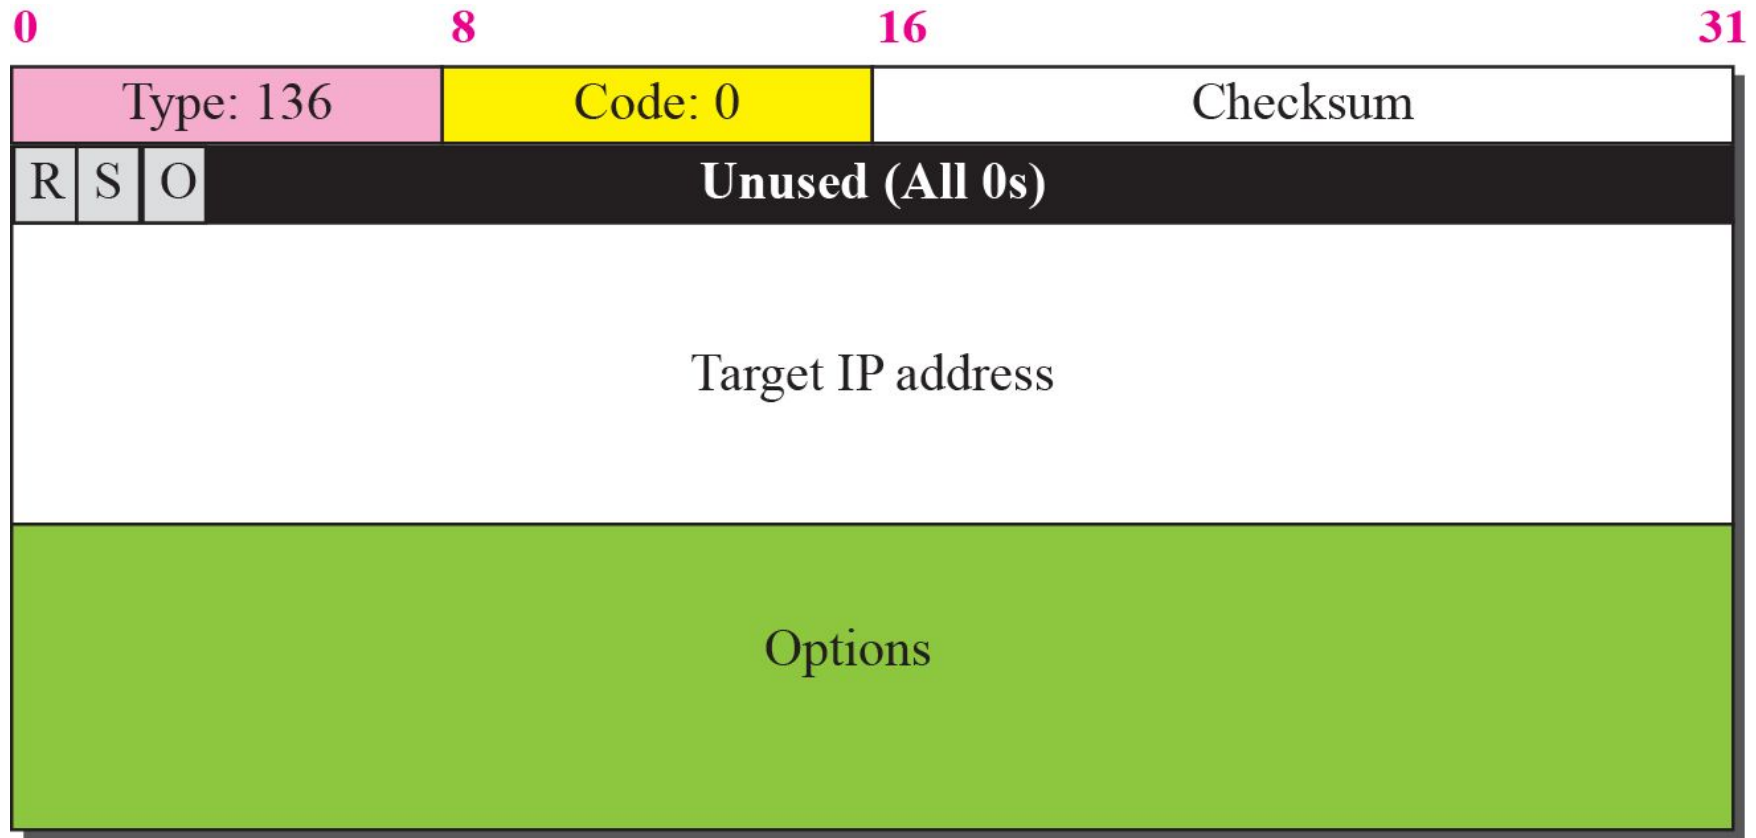 0 8 16 31
Type: 136 Code: 0 Checksum
R S O Unused (All 0s)
Target IP address
Options